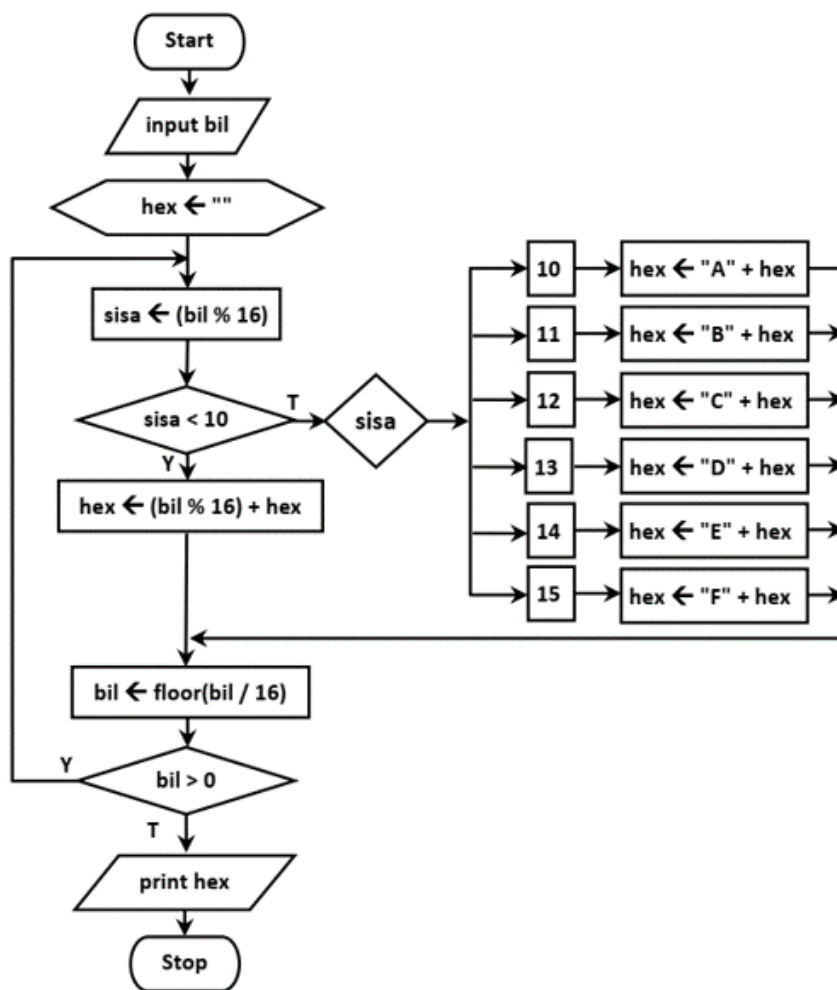 Start
input bil
hex ← ""
sisa ← (bil % 16)
sisa < 10
T
sisa
Y
hex ← (bil % 16) + hex
10
hex ← "A" + hex
11
hex ← "B" + hex
12
hex ← "C" + hex
13
hex ← "D" + hex
14
hex ← "E" + hex
15
hex ← "F" + hex
bil ← floor(bil / 16)
Y
bil > 0
T
print hex
Stop